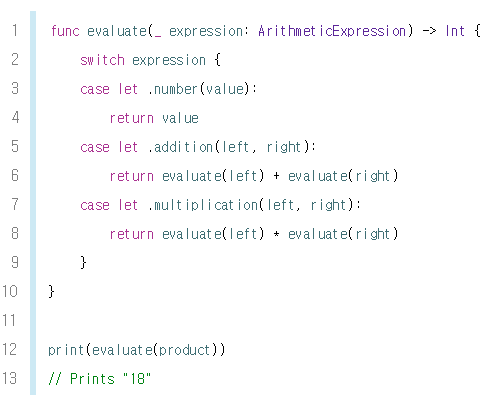 1 func evaluate(_ expression: ArithmeticExpression) -> Int {
2 switch expression {
3 case let .number(value):
4 return value
5 case let .addition(left, right):
6 return evaluate(left) + evaluate(right)
7 case let .multiplication(left, right):
8 return evaluate(left) * evaluate(right)
9 }
10 }
11
12 print(evaluate(product))
13 // Prints "18"